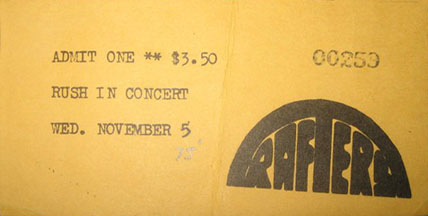 ADMIT ONE ** $3.50
00259
RUSH IN CONCERT
WED. NOVEMBER 5
75
RAFTERS